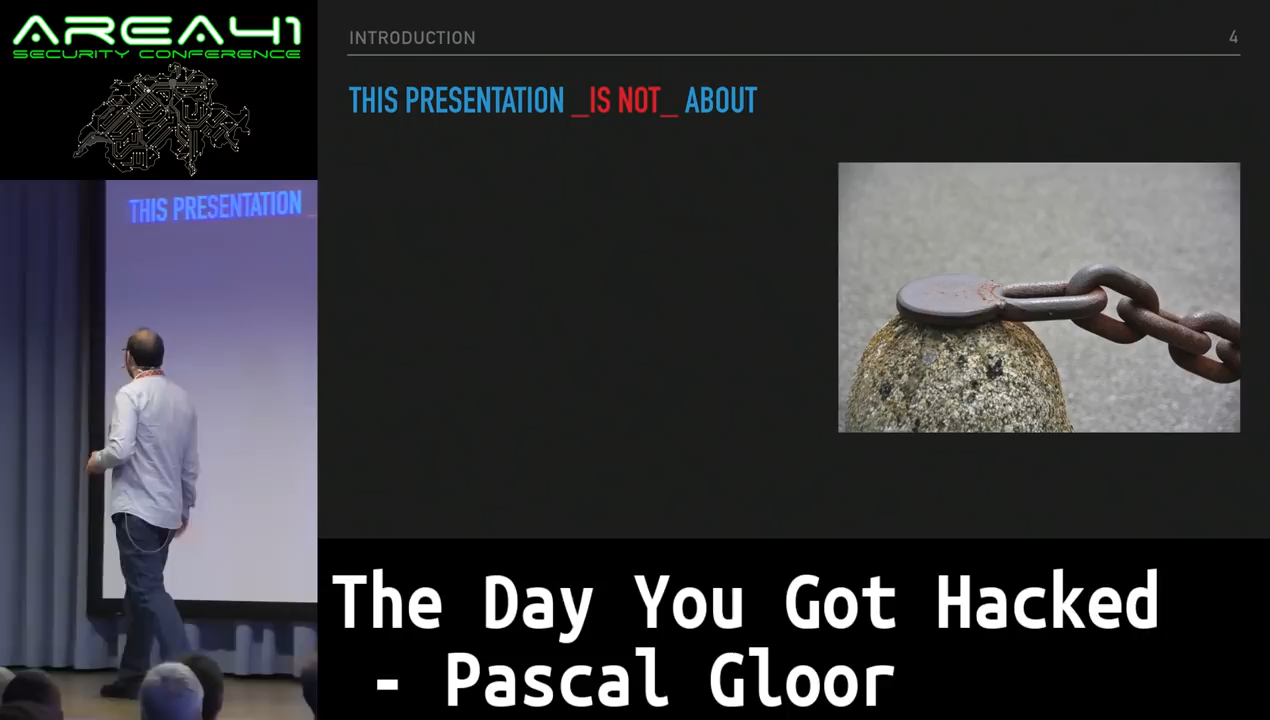 AREA41
SECURITY CONFERENCE
INTRODUCTION
4
THIS PRESENTATION _IS NOT_ ABOUT
THIS PRESENTATION
The Day You Got Hacked
- Pascal Gloor